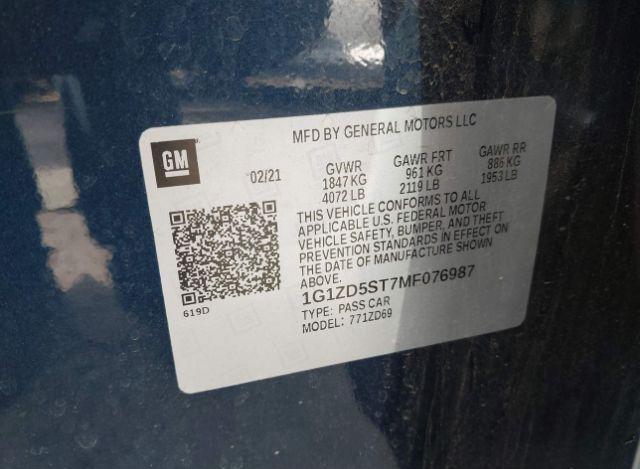 MFD BY GENERAL MOTORS LLC
GM
02/21
GVWR GAWR FRT GAWR RR
1847 KG 961 KG 886 KG
4072 LB 2119 LB 1953 LB
THIS VEHICLE CONFORMS TO ALL
APPLICABLE U.S. FEDERAL MOTOR
VEHICLE SAFETY, BUMPER, AND THEFT
PREVENTION STANDARDS IN EFFECT ON
THE DATE OF MANUFACTURE SHOWN
ABOVE.
1G1ZD5ST7MF076987
TYPE: PASS CAR
MODEL: 771ZD69
619D